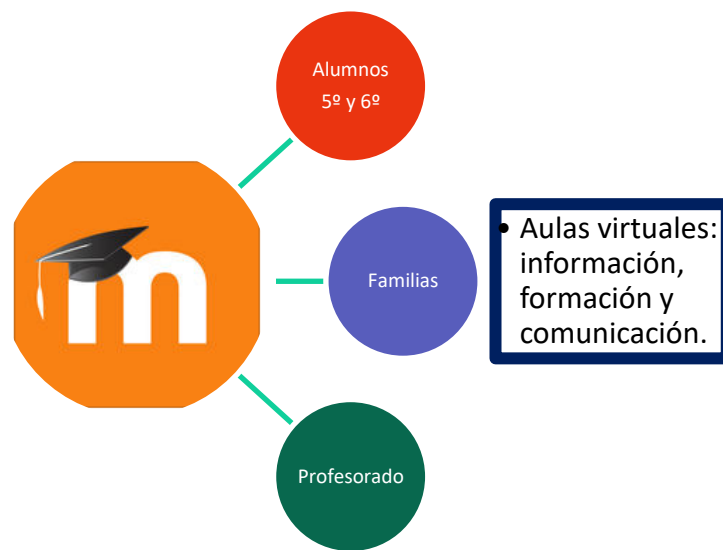 Alumnos
5º y 6º
m
Familias
• Aulas virtuales:
información,
formación y
comunicación.
Profesorado